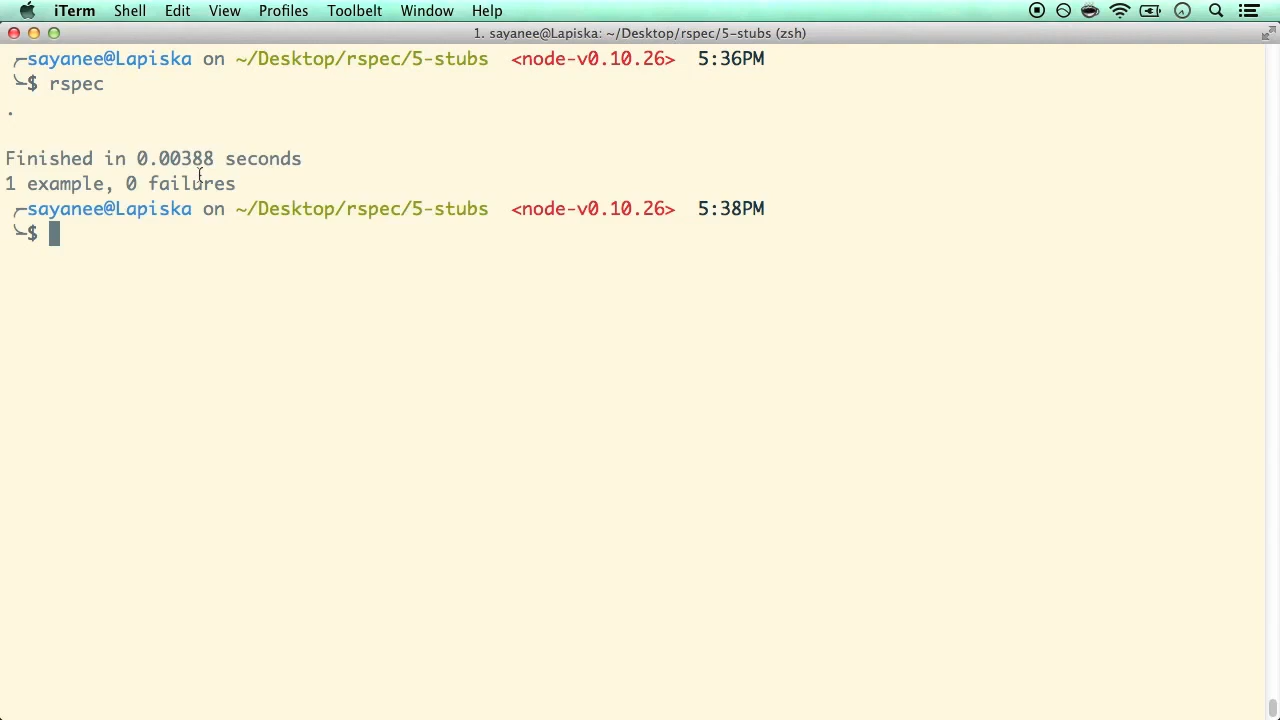 iTerm Shell Edit View Profiles Toolbelt Window Help
1. sayanee@Lapiska: ~/Desktop/rspec/5-stubs (zsh)
╭─sayanee@Lapiska on ~/Desktop/rspec/5-stubs <node-v0.10.26> 5:36PM
╰─$ rspec
.
Finished in 0.00388 seconds
1 example, 0 failures
╭─sayanee@Lapiska on ~/Desktop/rspec/5-stubs <node-v0.10.26> 5:38PM
╰─$